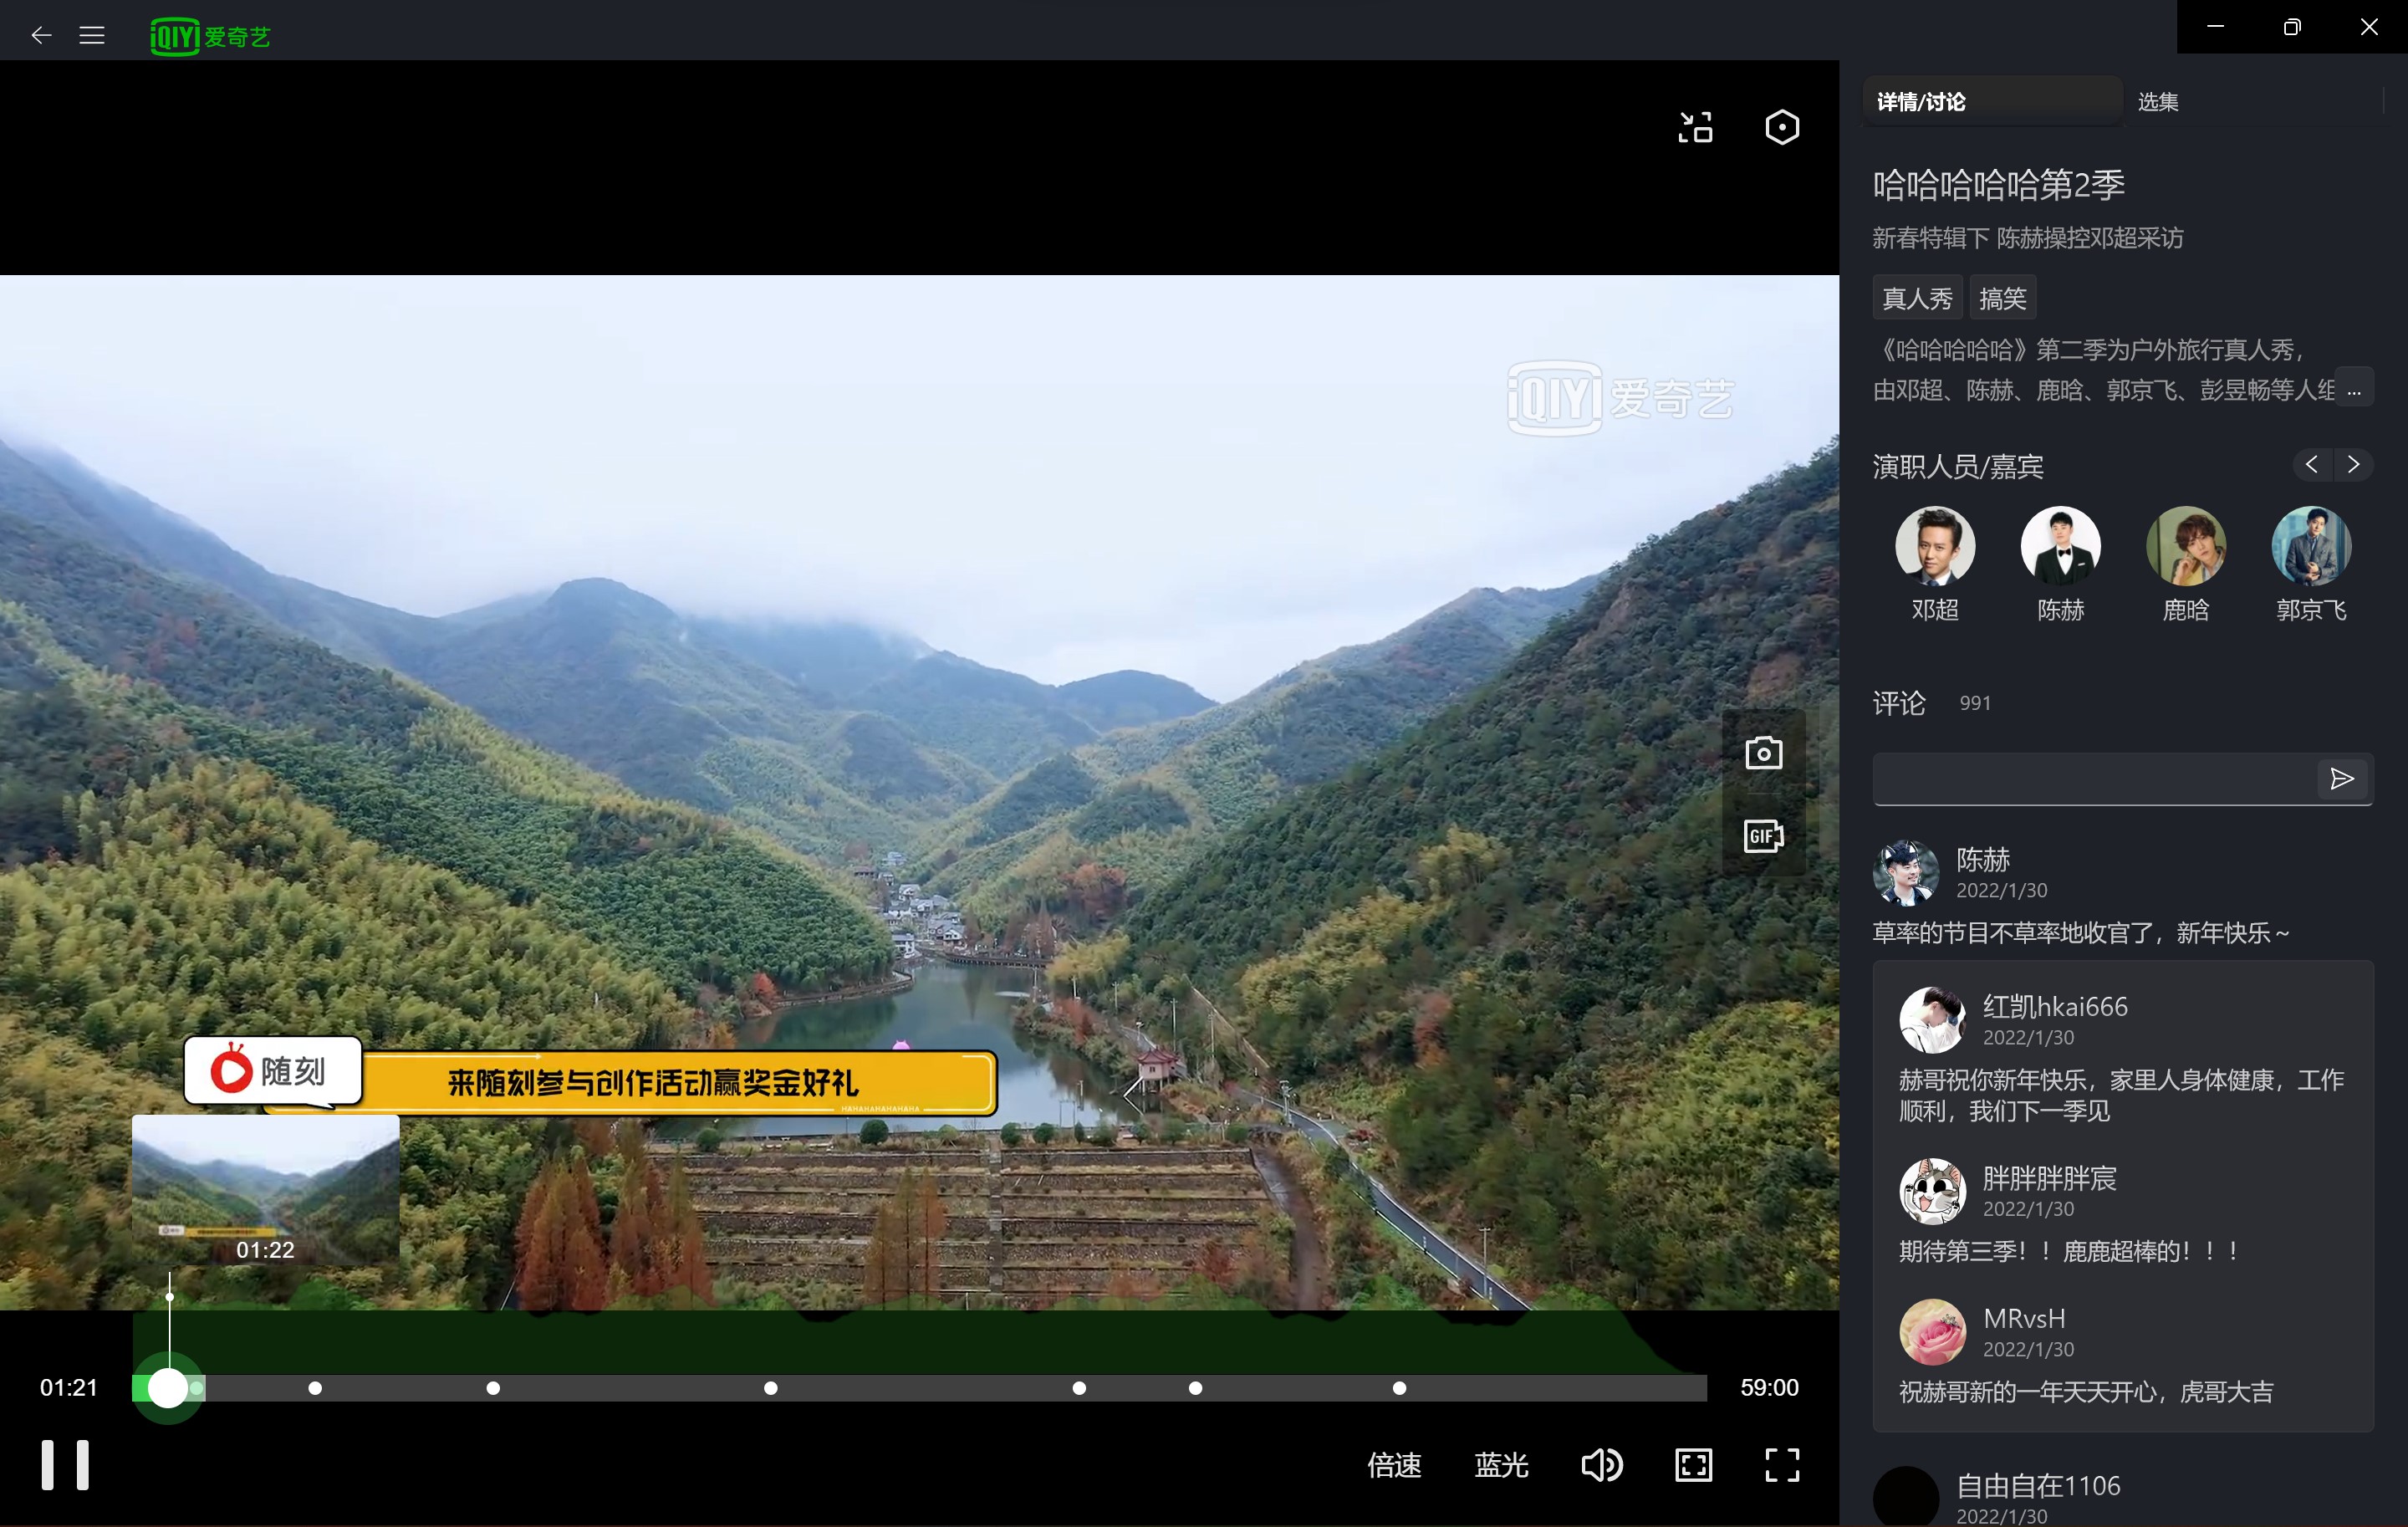 iQIYI 爱奇艺
iQIYI 爱奇艺
GIF
随刻
来随刻参与创作活动赢奖金好礼
HAHAHAHAHAHAHA
01:22
01:21
59:00
倍速
蓝光
详情/讨论
选集
哈哈哈哈哈第2季
新春特辑下 陈赫操控邓超采访
真人秀 搞笑
《哈哈哈哈哈》第二季为户外旅行真人秀，
由邓超、陈赫、鹿晗、郭京飞、彭昱畅等人组
...
演职人员/嘉宾
邓超 陈赫 鹿晗 郭京飞
评论 991
陈赫
2022/1/30
草率的节目不草率地收官了，新年快乐～
红凯hkai666
2022/1/30
赫哥祝你新年快乐，家里人身体健康，工作
顺利，我们下一季见
胖胖胖胖宸
2022/1/30
期待第三季！！鹿鹿超棒的！！！
MRvsH
2022/1/30
祝赫哥新的一年天天开心，虎哥大吉
自由自在1106
2022/1/30